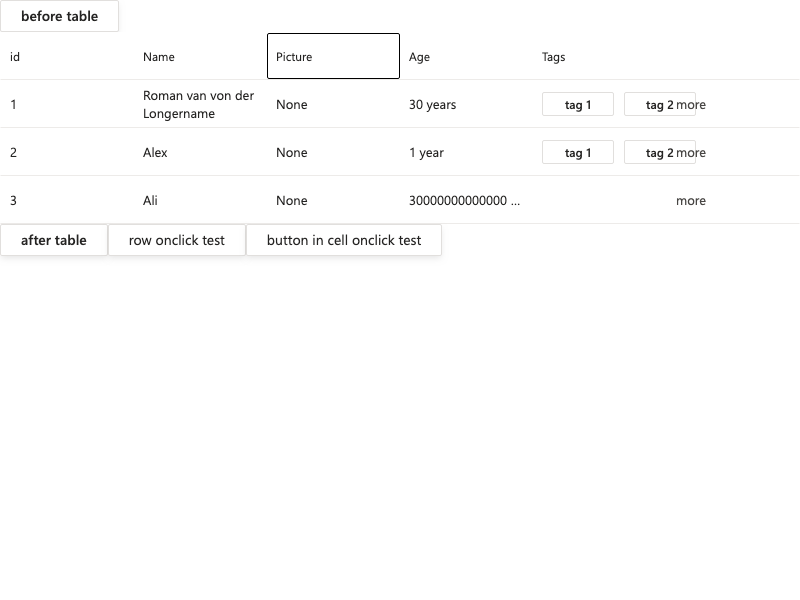 before table
id Name Picture Age Tags
1 Roman van von der Longername None 30 years tag 1 tag 2 more
2 Alex None 1 year tag 1 tag 2 more
3 Ali None 30000000000000 ... more
after table row onclick test button in cell onclick test